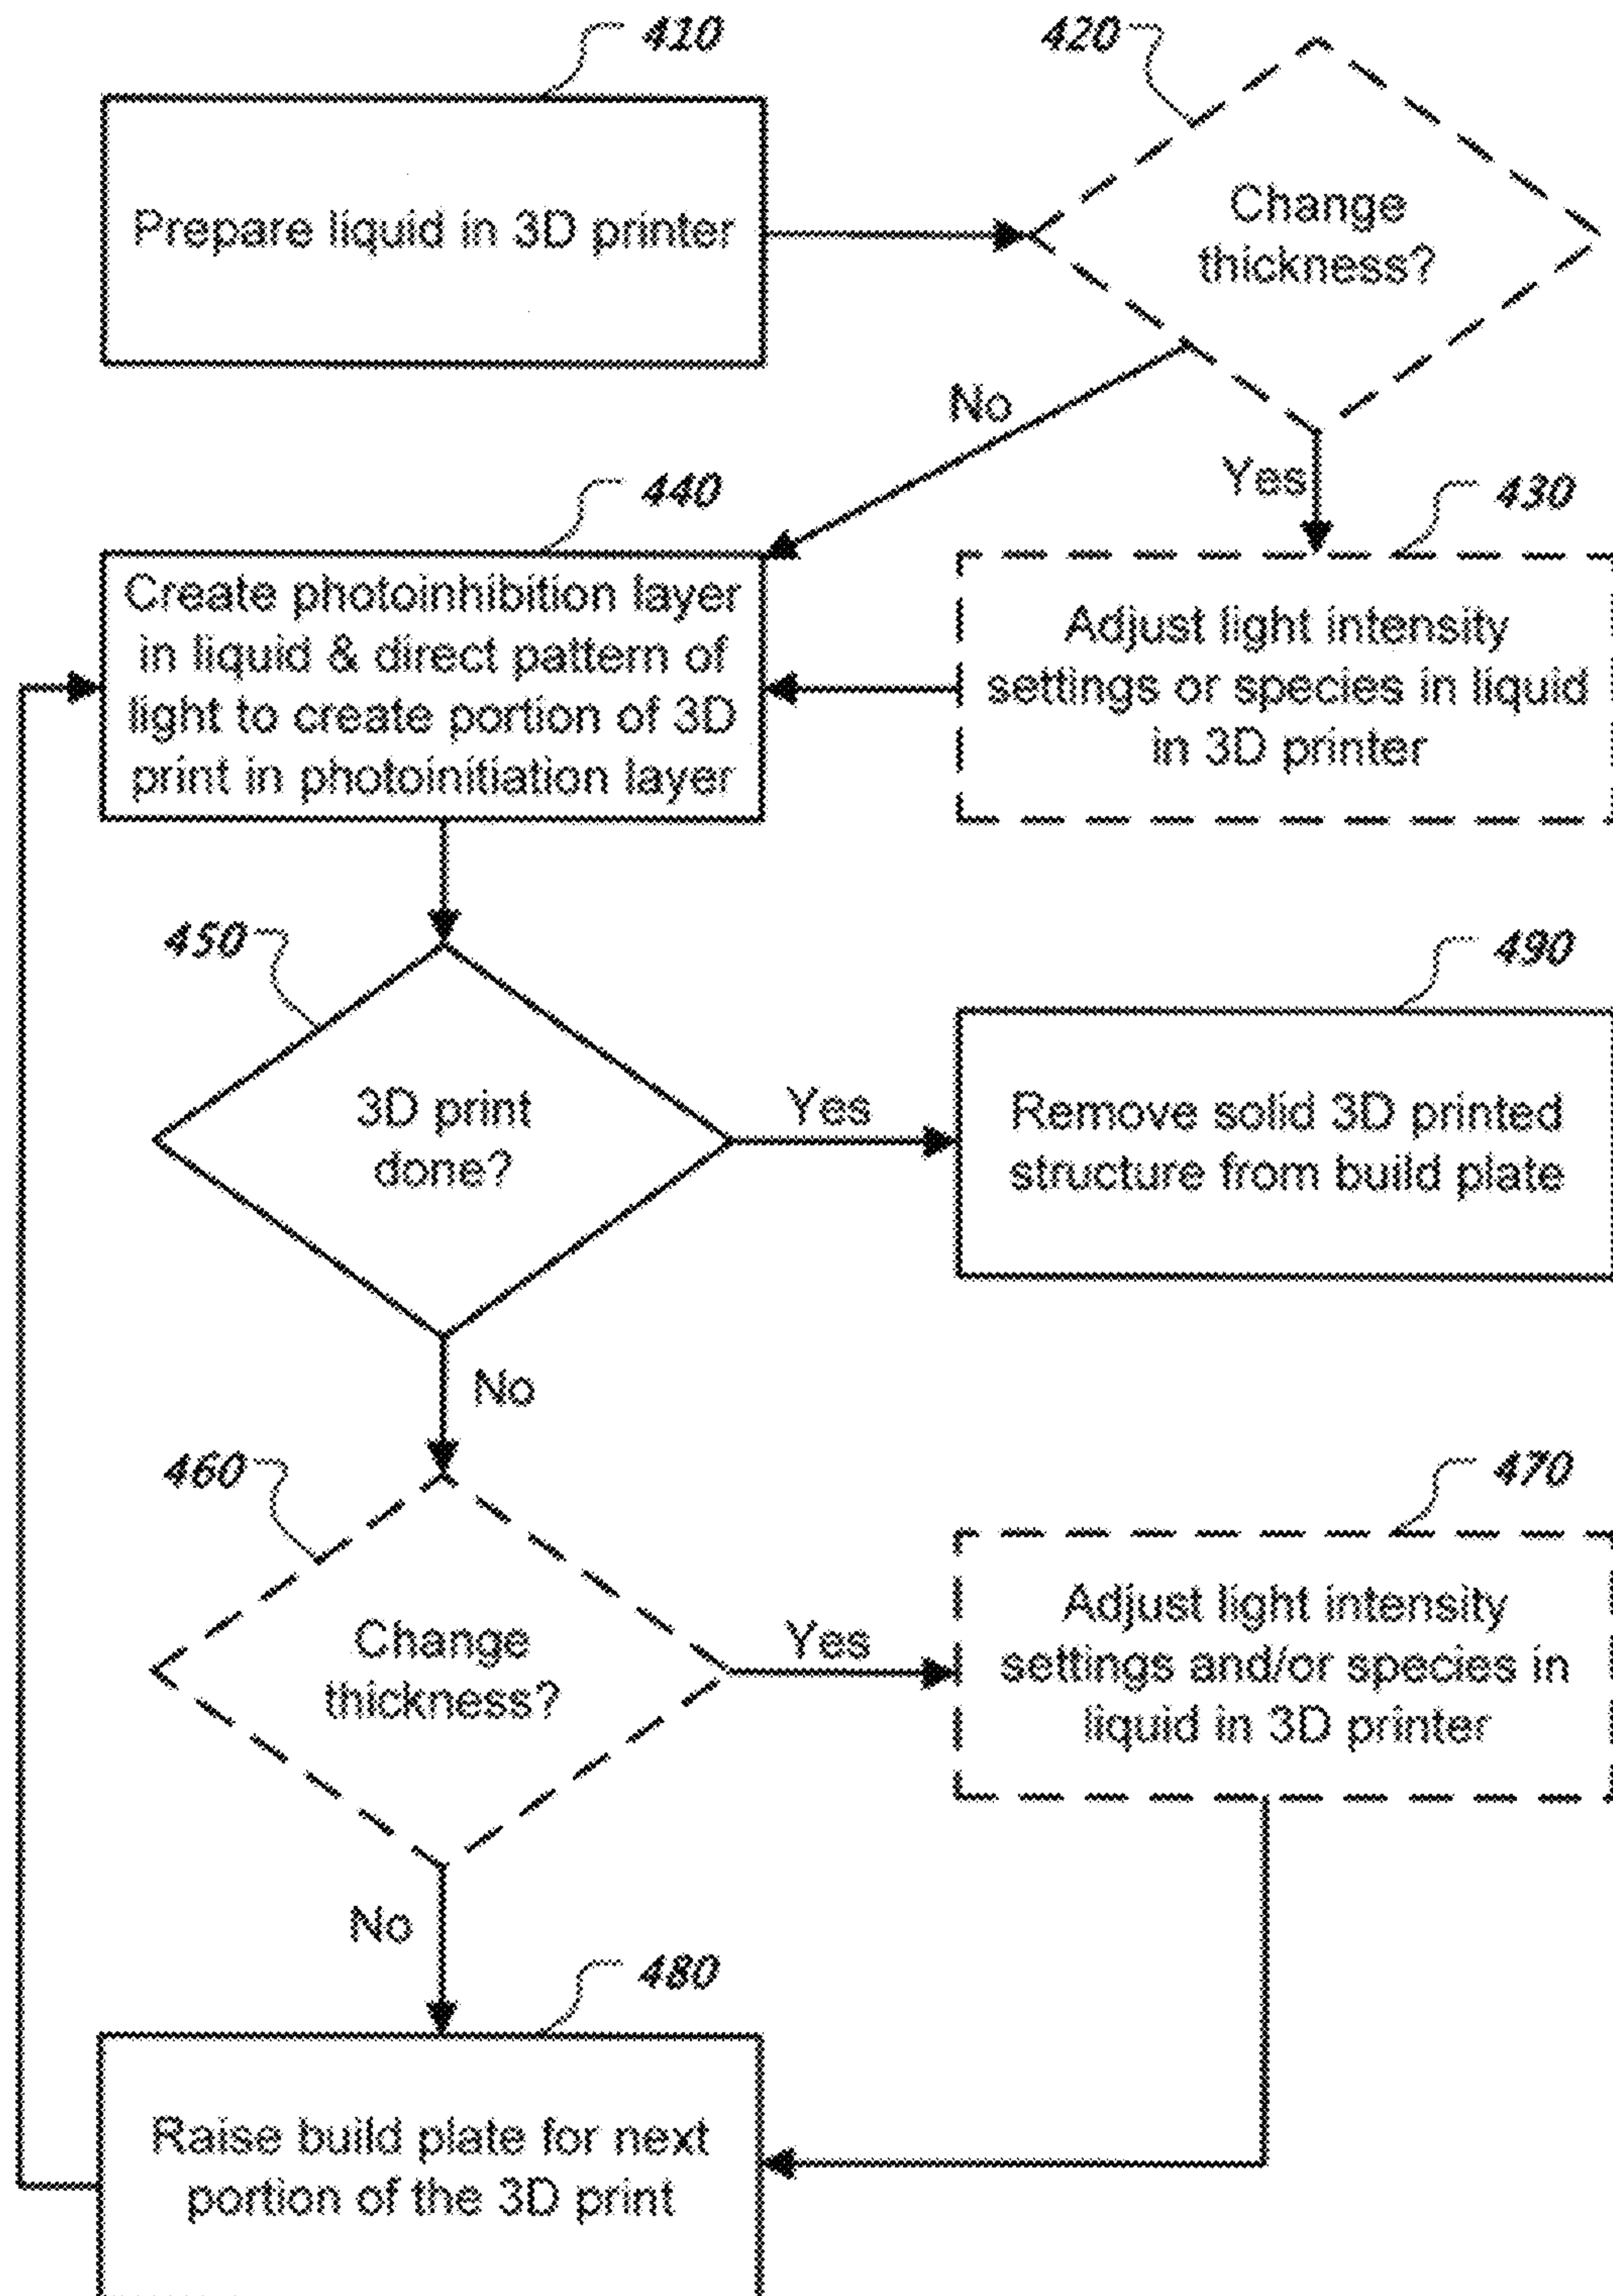 410
Prepare liquid in 3D printer
420
Change
thickness?
No
Yes
430
Adjust light intensity
settings or species in liquid
in 3D printer
440
Create photoinhibition layer
in liquid & direct pattern of
light to create portion of 3D
print in photoinitiation layer
450
3D print
done?
Yes
490
Remove solid 3D printed
structure from build plate
No
460
Change
thickness?
Yes
470
Adjust light intensity
settings and/or species in
liquid in 3D printer
No
480
Raise build plate for next
portion of the 3D print